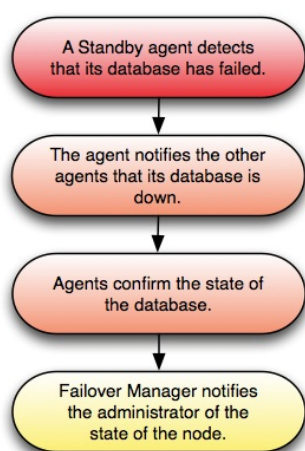 A Standby agent detects
that its database has failed.
The agent notifies the other
agents that its database is
down.
Agents confirm the state of
the database.
Failover Manager notifies
the administrator of the
state of the node.